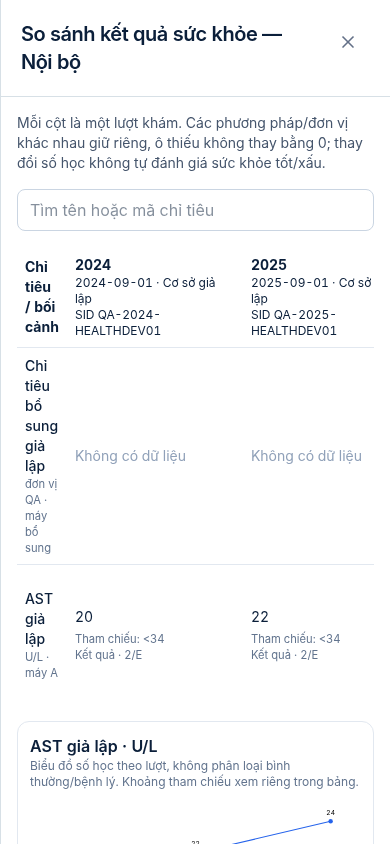 So sánh kết quả sức khỏe —
Nội bộ
Mỗi cột là một lượt khám. Các phương pháp/đơn vị
khác nhau giữ riêng, ô thiếu không thay bằng 0; thay
đổi số học không tự đánh giá sức khỏe tốt/xấu.
Tìm tên hoặc mã chỉ tiêu
Chỉ
tiêu
/ bối
cảnh
2024
2024-09-01 · Cơ sở giả
lập
SID QA-2024-
HEALTHDEV01
2025
2025-09-01 · Cơ sở giả
lập
SID QA-2025-
HEALTHDEV01
Chỉ
tiêu
bổ
sung
giả
lập
đơn vị
QA ·
máy
bổ
sung
Không có dữ liệu
Không có dữ liệu
AST
giả
lập
U/L ·
máy A
20
Tham chiếu: <34
Kết quả · 2/E
22
Tham chiếu: <34
Kết quả · 2/E
AST giả lập · U/L
Biểu đồ số học theo lượt, không phân loại bình
thường/bệnh lý. Khoảng tham chiếu xem riêng trong bảng.
24
22